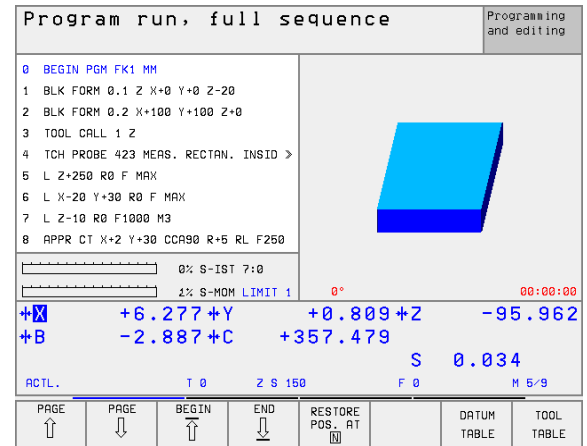 Program run, full sequence
Programming
and editing
0 BEGIN PGM FK1 MM
1 BLK FORM 0.1 Z X+0 Y+0 Z-20
2 BLK FORM 0.2 X+100 Y+100 Z+0
3 TOOL CALL 1 Z
4 TCH PROBE 423 MEAS. RECTAN. INSID »
5 L Z+250 R0 F MAX
6 L X-20 Y+30 R0 F MAX
7 L Z-10 R0 F1000 M3
8 APPR CT X+2 Y+30 CCA90 R+5 RL F250
0% S-IST 7:0
1% S-MOM LIMIT 1
0° 00:00:00
X +6.277 Y +0.809 Z -95.962
B -2.887 C +357.479
S 0.034
ACTL. T 0 Z S 150 F 0 M 5/9
PAGE PAGE BEGIN END RESTORE POS. AT N DATUM TABLE TOOL TABLE